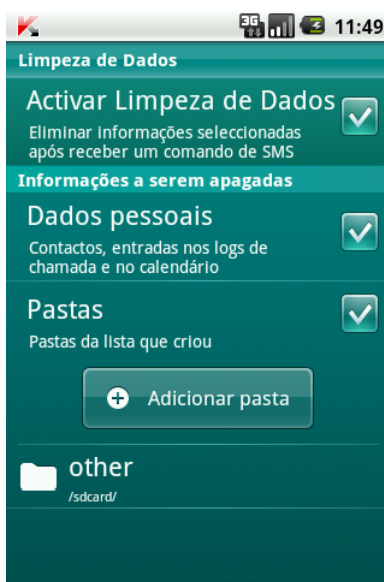 3G 11:49
Limpeza de Dados
Activar Limpeza de Dados
Eliminar informações seleccionadas
após receber um comando de SMS
Informações a serem apagadas
Dados pessoais
Contactos, entradas nos logs de
chamada e no calendário
Pastas
Pastas da lista que criou
Adicionar pasta
other
/sdcard/